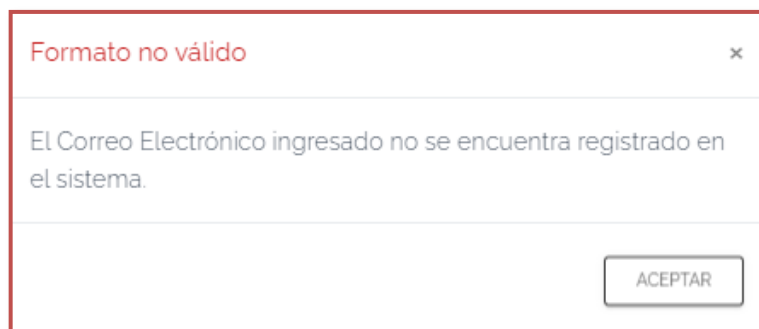 Formato no válido
×
El Correo Electrónico ingresado no se encuentra registrado en
el sistema.
ACEPTAR